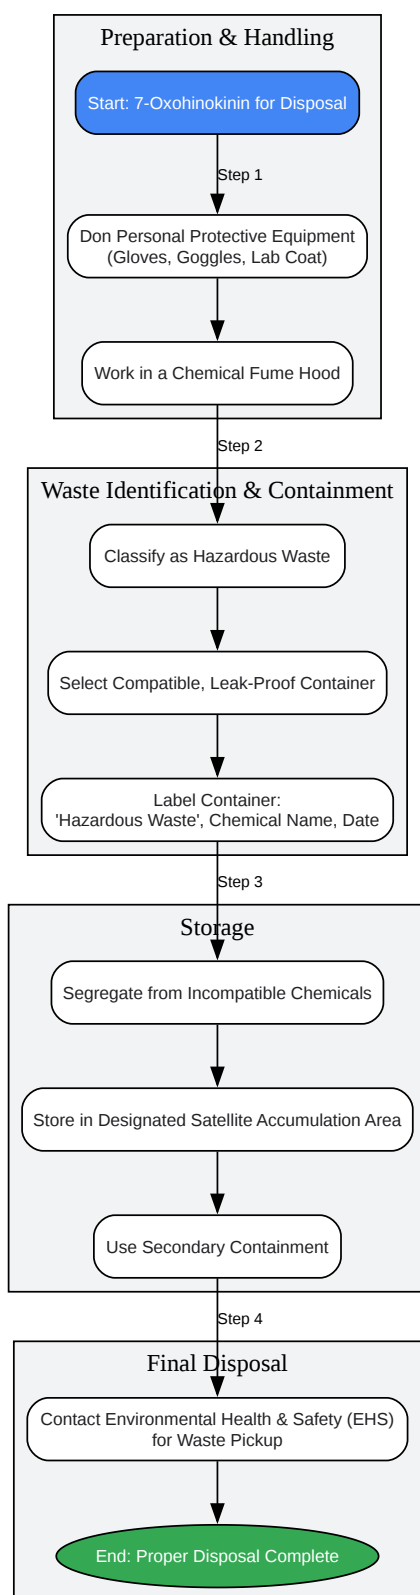 Preparation & Handling
Start: 7-Oxohinokinin for Disposal
Step 1
Don Personal Protective Equipment
(Gloves, Goggles, Lab Coat)
Work in a Chemical Fume Hood
Step 2
Waste Identification & Containment
Classify as Hazardous Waste
Select Compatible, Leak-Proof Container
Label Container:
'Hazardous Waste', Chemical Name, Date
Step 3
Storage
Segregate from Incompatible Chemicals
Store in Designated Satellite Accumulation Area
Use Secondary Containment
Step 4
Final Disposal
Contact Environmental Health & Safety (EHS)
for Waste Pickup
End: Proper Disposal Complete